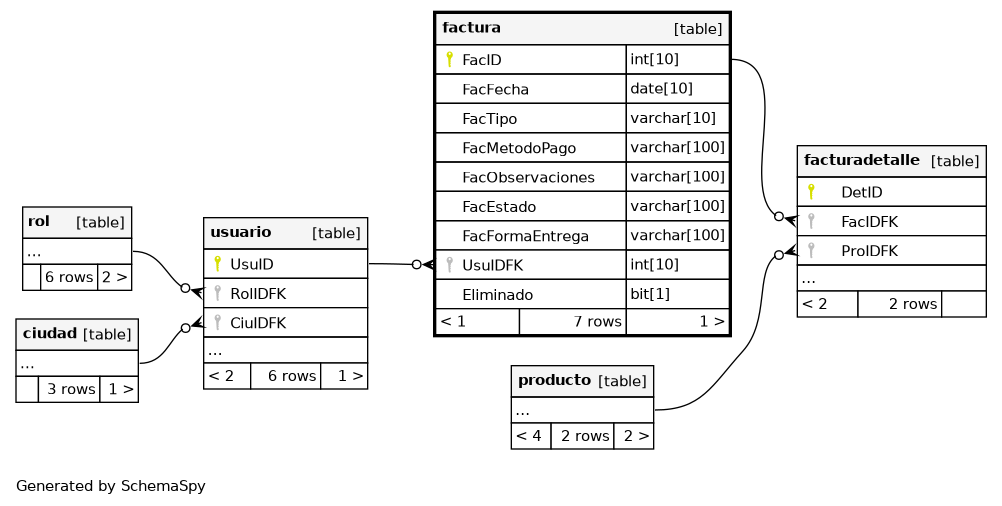 factura [table]
FacID int[10]
FacFecha date[10]
FacTipo varchar[10]
FacMetodoPago varchar[100]
FacObservaciones varchar[100]
FacEstado varchar[100]
FacFormaEntrega varchar[100]
UsuIDFK int[10]
Eliminado bit[1]
< 1 7 rows 1 >
facturadetalle [table]
DetID
FacIDFK
ProIDFK
...
< 2 2 rows
rol [table]
...
6 rows 2 >
usuario [table]
UsuID
RolIDFK
CiuIDFK
...
< 2 6 rows 1 >
ciudad [table]
...
3 rows 1 >
producto [table]
...
< 4 2 rows 2 >
Generated by SchemaSpy